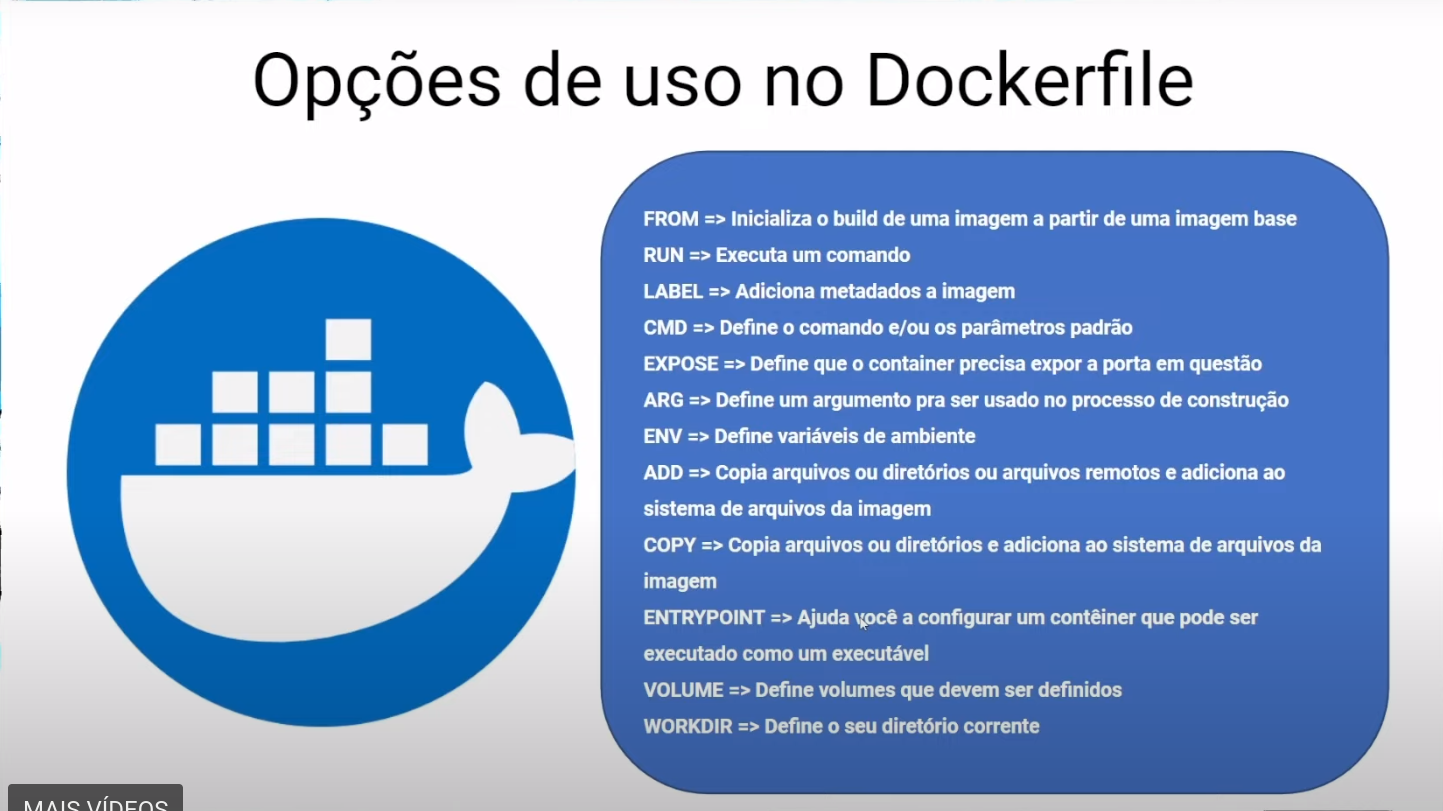 Opções de uso no Dockerfile
FROM => Inicializa o build de uma imagem a partir de uma imagem base
RUN => Executa um comando
LABEL => Adiciona metadados a imagem
CMD => Define o comando e/ou os parâmetros padrão
EXPOSE => Define que o container precisa expor a porta em questão
ARG => Define um argumento pra ser usado no processo de construção
ENV => Define variáveis de ambiente
ADD => Copia arquivos ou diretórios ou arquivos remotos e adiciona ao
sistema de arquivos da imagem
COPY => Copia arquivos ou diretórios e adiciona ao sistema de arquivos da
imagem
ENTRYPOINT => Ajuda você a configurar um contêiner que pode ser
executado como um executável
VOLUME => Define volumes que devem ser definidos
WORKDIR => Define o seu diretório corrente
MAIS VÍDEOS